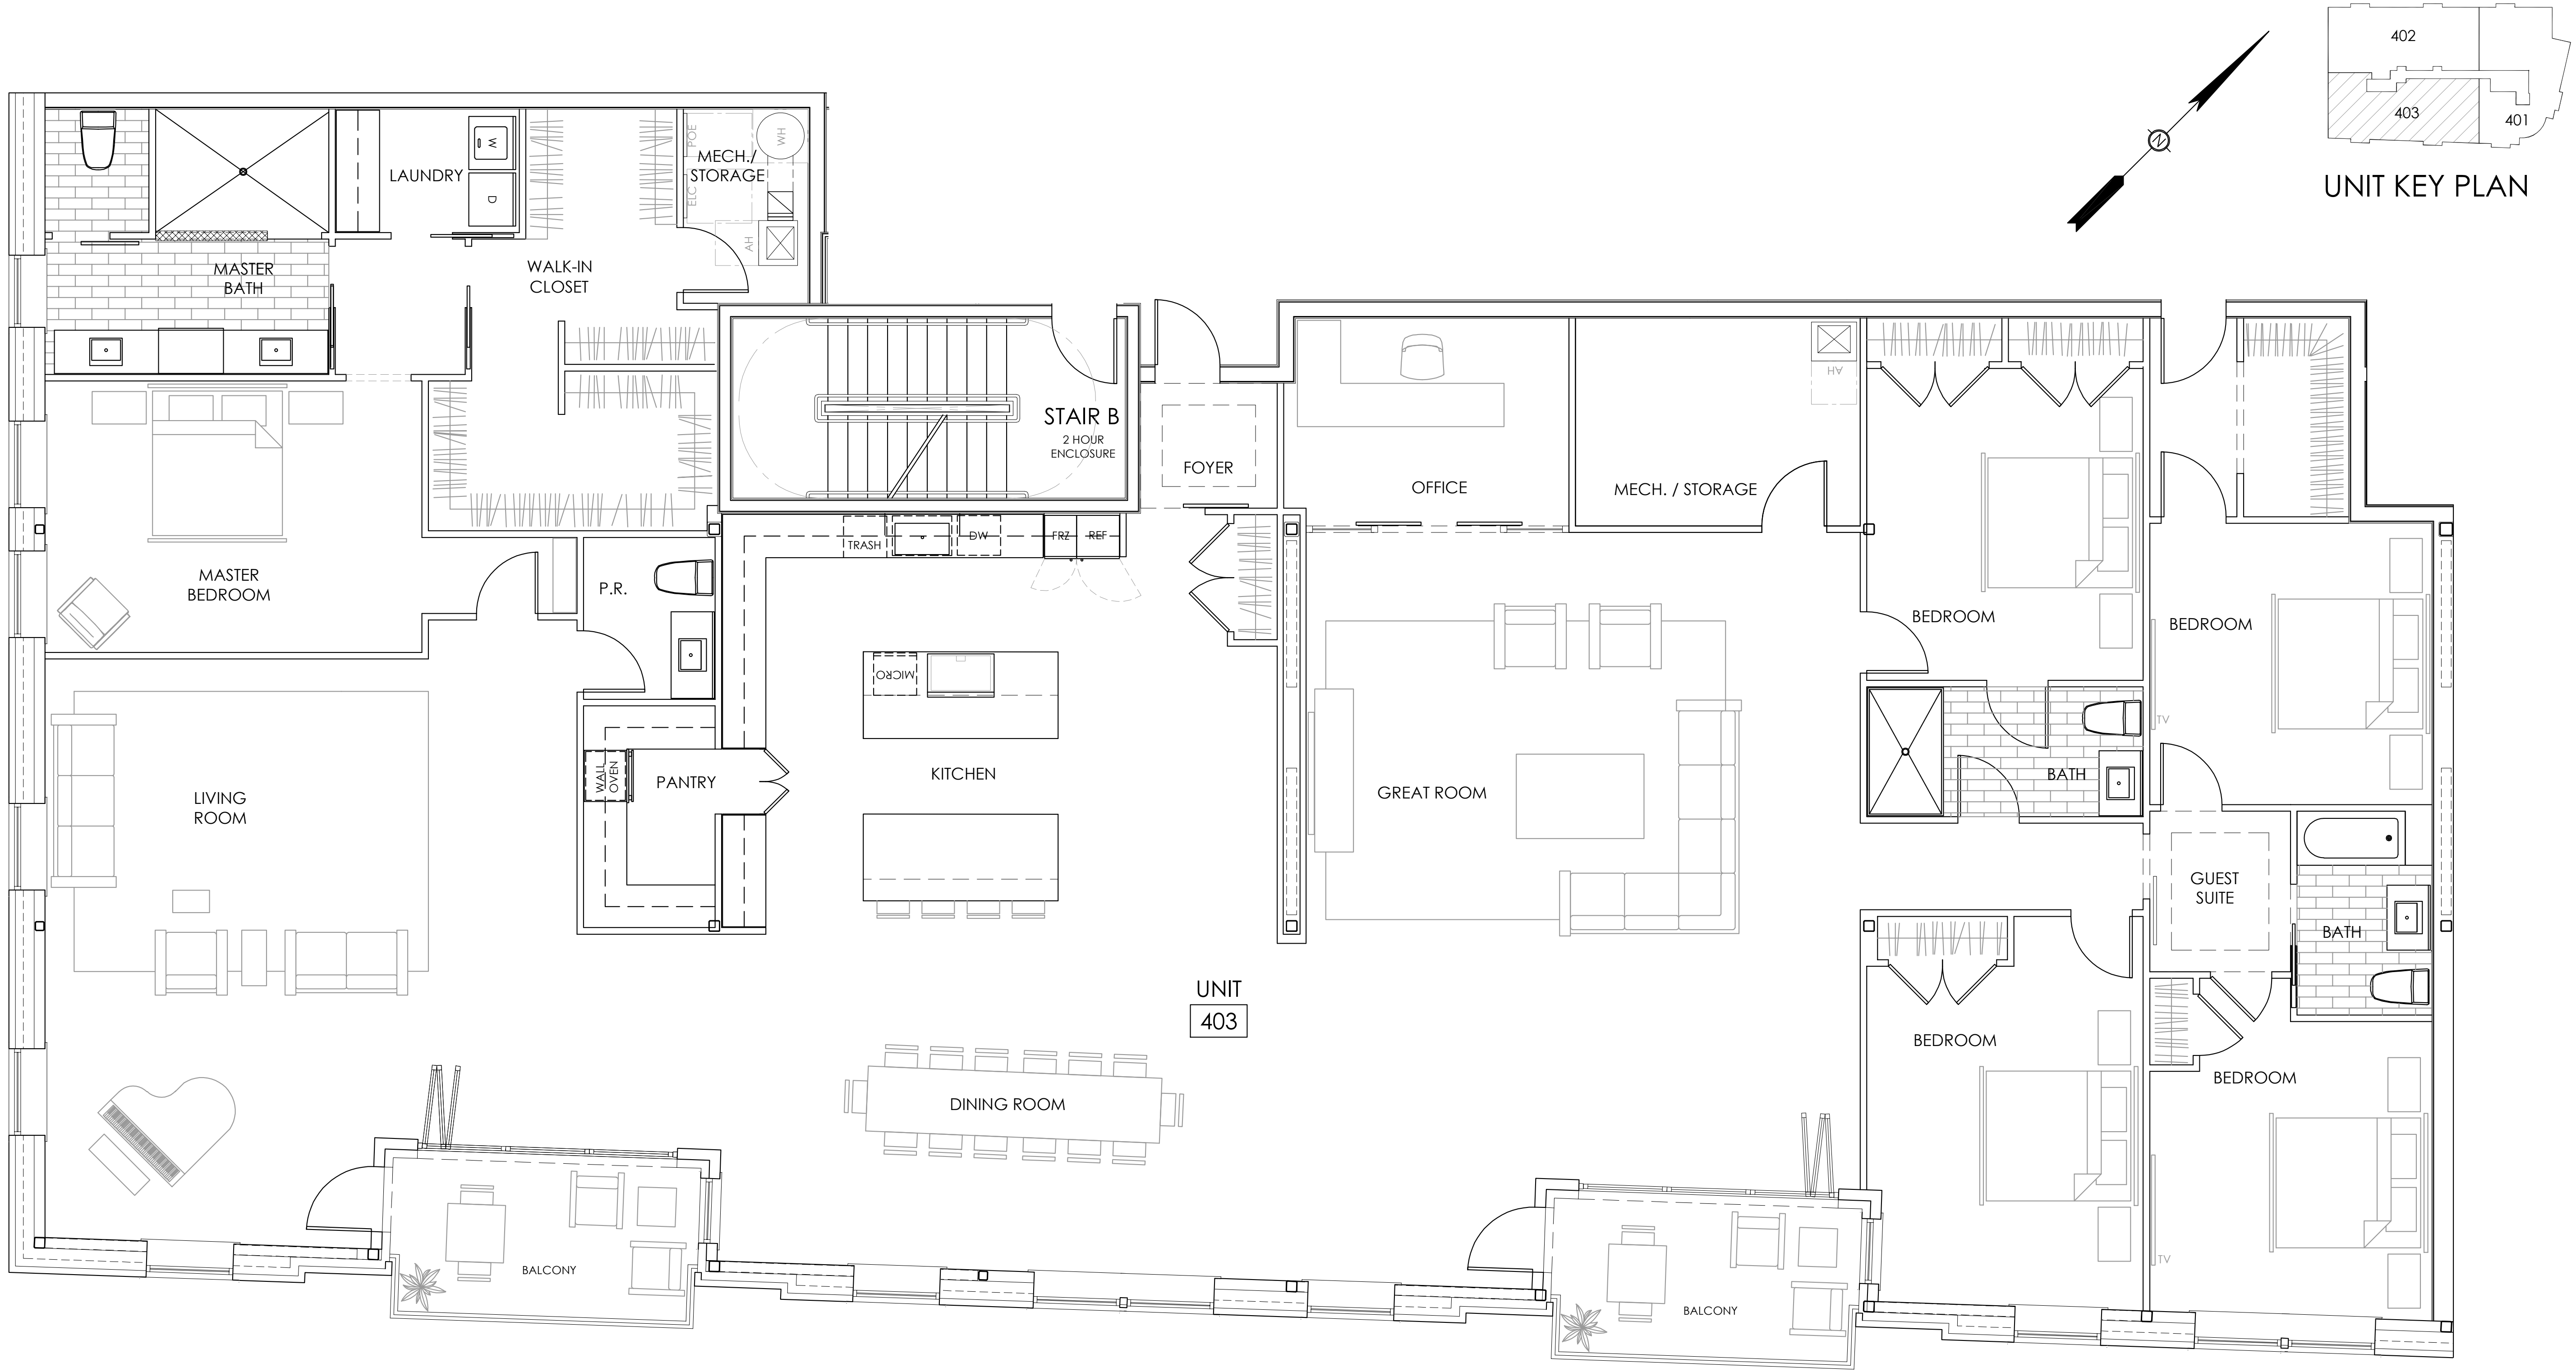 402
403
401
UNIT KEY PLAN
N
POE
WH
MECH./
STORAGE
ELC
AH
LAUNDRY
W
D
MASTER
BATH
WALK-IN
CLOSET
STAIR B
2 HOUR
ENCLOSURE
FOYER
OFFICE
MECH. / STORAGE
AH
TRASH
DW
FRZ
REF
MASTER
BEDROOM
P.R.
BEDROOM
BEDROOM
MICRO
TV
WALL
OVEN
PANTRY
KITCHEN
GREAT ROOM
BATH
LIVING
ROOM
GUEST
SUITE
BATH
UNIT
403
BEDROOM
BEDROOM
DINING ROOM
TV
BALCONY
BALCONY